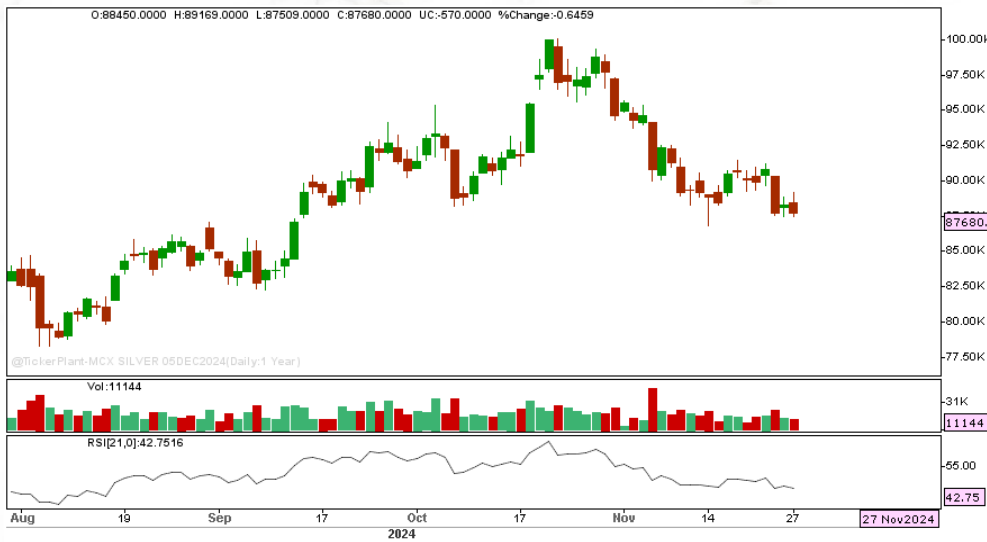 O:88450.0000 H:89169.0000 L:87509.0000 C:87680.0000 UC:-570.0000 %Change:-0.6459
100.00K
97.50K
95.00K
92.50K
90.00K
87680.
85.00K
82.50K
80.00K
77.50K
@TickerPlant-MCX SILVER 05DEC2024(Daily:1 Year)
Vol:11144
31K
11144
RSI[21,0]:42.7516
55.00
42.75
Aug 19 Sep 17 Oct 17 Nov 14 27 27 Nov2024
2024